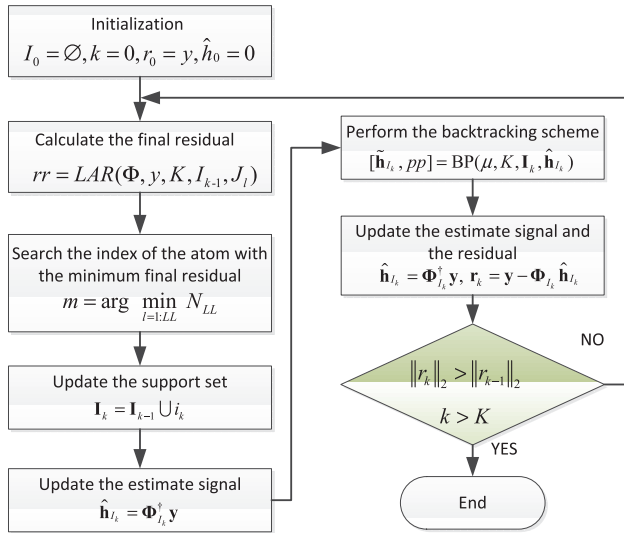 Initialization
I₀ = ∅, k = 0, r₀ = y, ĥ₀ = 0
Calculate the final residual
rr = LAR(Φ, y, K, I_{k-1}, J_l)
Search the index of the atom with
the minimum final residual
m = arg min_{l=1:LL} N_{LL}
Update the support set
I_k = I_{k-1} ∪ i_k
Update the estimate signal
ĥ_{I_k} = Φ†_{I_k} y
Perform the backtracking scheme
[h̃_{I_k}, pp] = BP(μ, K, I_k, ĥ_{I_k})
Update the estimate signal and
the residual
ĥ_{I_k} = Φ†_{I_k} y, r_k = y − Φ_{I_k} ĥ_{I_k}
NO
‖r_k‖₂ > ‖r_{k-1}‖₂
k > K
YES
End